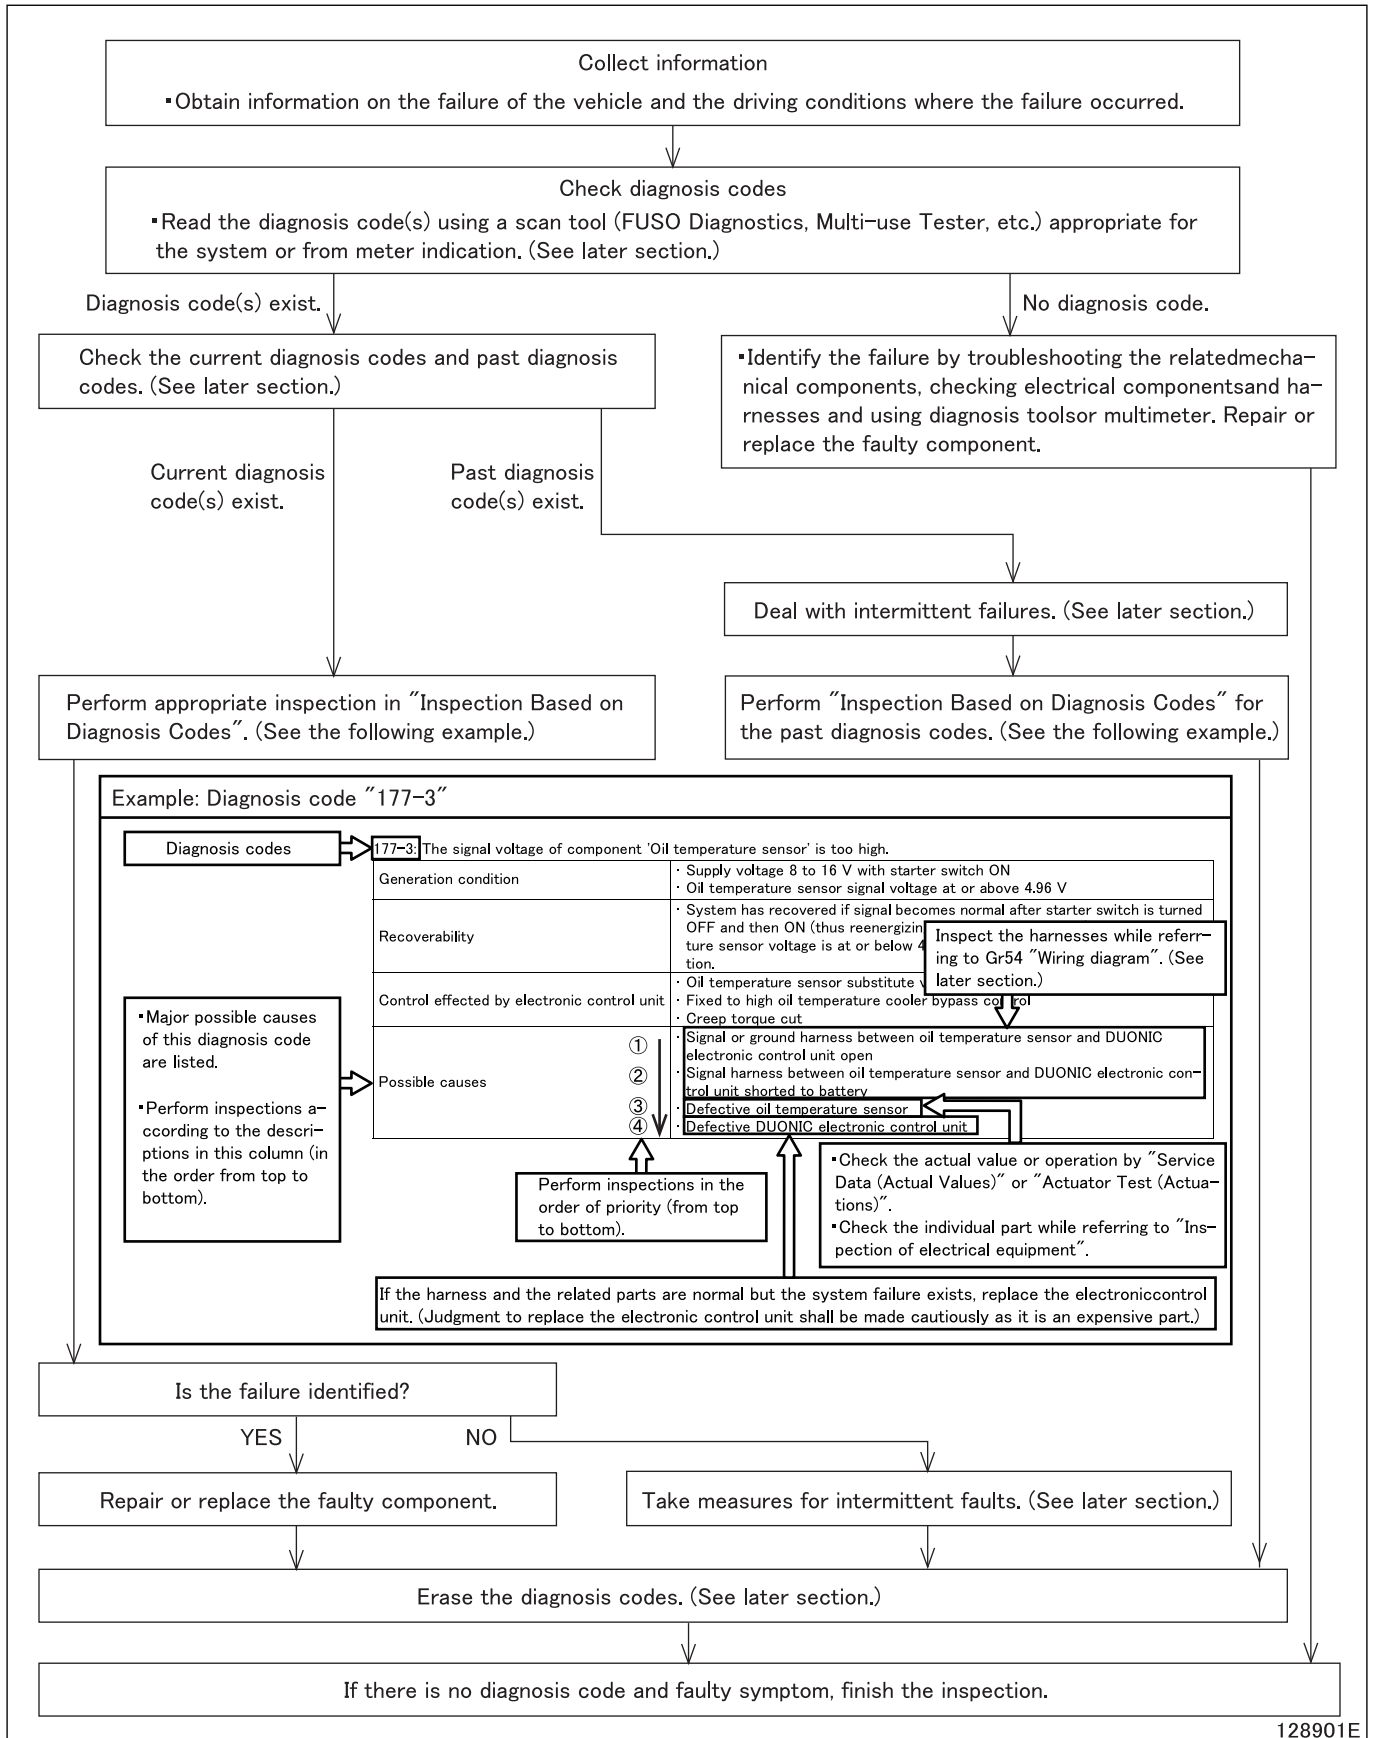 Collect information
▪Obtain information on the failure of the vehicle and the driving conditions where the failure occurred.
Check diagnosis codes
▪Read the diagnosis code(s) using a scan tool (FUSO Diagnostics, Multi-use Tester, etc.) appropriate for
the system or from meter indication. (See later section.)
Diagnosis code(s) exist.
No diagnosis code.
Check the current diagnosis codes and past diagnosis
codes. (See later section.)
▪Identify the failure by troubleshooting the relatedmecha-
nical components, checking electrical componentsand ha-
rnesses and using diagnosis toolsor multimeter. Repair or
replace the faulty component.
Current diagnosis
code(s) exist.
Past diagnosis
code(s) exist.
Deal with intermittent failures. (See later section.)
Perform appropriate inspection in "Inspection Based on
Diagnosis Codes". (See the following example.)
Perform "Inspection Based on Diagnosis Codes" for
the past diagnosis codes. (See the following example.)
Example: Diagnosis code "177-3"
Diagnosis codes
177-3: The signal voltage of component 'Oil temperature sensor' is too high.
Generation condition
· Supply voltage 8 to 16 V with starter switch ON
· Oil temperature sensor signal voltage at or above 4.96 V
Recoverability
· System has recovered if signal becomes normal after starter switch is turned
OFF and then ON (thus reenergizin
ture sensor voltage is at or below 4
tion.
Inspect the harnesses while referr-
ing to Gr54 "Wiring diagram". (See
later section.)
Control effected by electronic control unit
· Oil temperature sensor substitute
· Fixed to high oil temperature cooler bypass control
· Creep torque cut
▪Major possible causes
of this diagnosis code
are listed.
▪Perform inspections a-
ccording to the descri-
ptions in this column (in
the order from top to
bottom).
Possible causes
①
· Signal or ground harness between oil temperature sensor and DUONIC
electronic control unit open
②
· Signal harness between oil temperature sensor and DUONIC electronic con-
trol unit shorted to battery
③
· Defective oil temperature sensor
④
· Defective DUONIC electronic control unit
Perform inspections in the
order of priority (from top
to bottom).
▪Check the actual value or operation by "Service
Data (Actual Values)" or "Actuator Test (Actua-
tions)".
▪Check the individual part while referring to "Ins-
pection of electrical equipment".
If the harness and the related parts are normal but the system failure exists, replace the electroniccontrol
unit. (Judgment to replace the electronic control unit shall be made cautiously as it is an expensive part.)
Is the failure identified?
YES
NO
Repair or replace the faulty component.
Take measures for intermittent faults. (See later section.)
Erase the diagnosis codes. (See later section.)
If there is no diagnosis code and faulty symptom, finish the inspection.
128901E